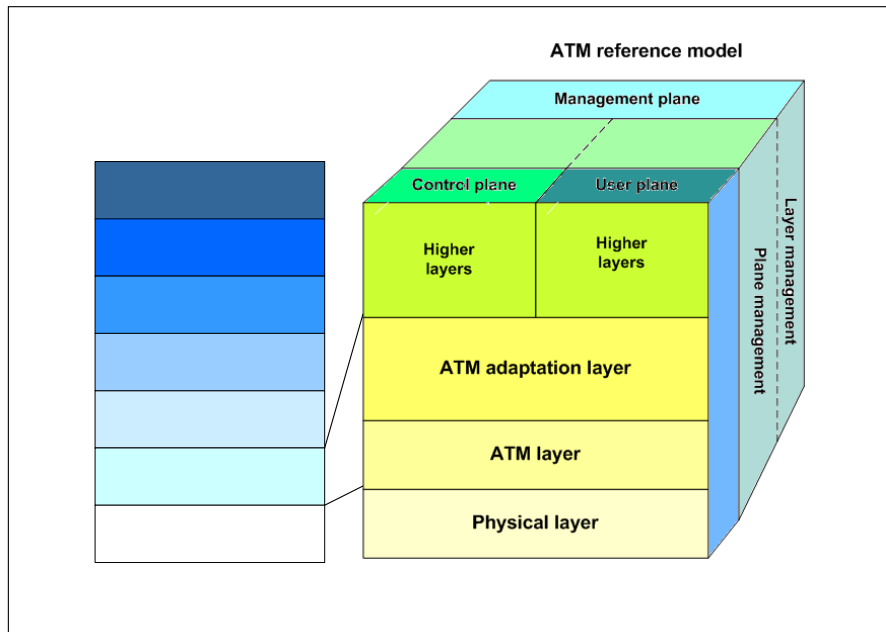 ATM reference model
Management plane
Control plane
User plane
Higher
layers
Higher
layers
Layer management
Plane management
ATM adaptation layer
ATM layer
Physical layer